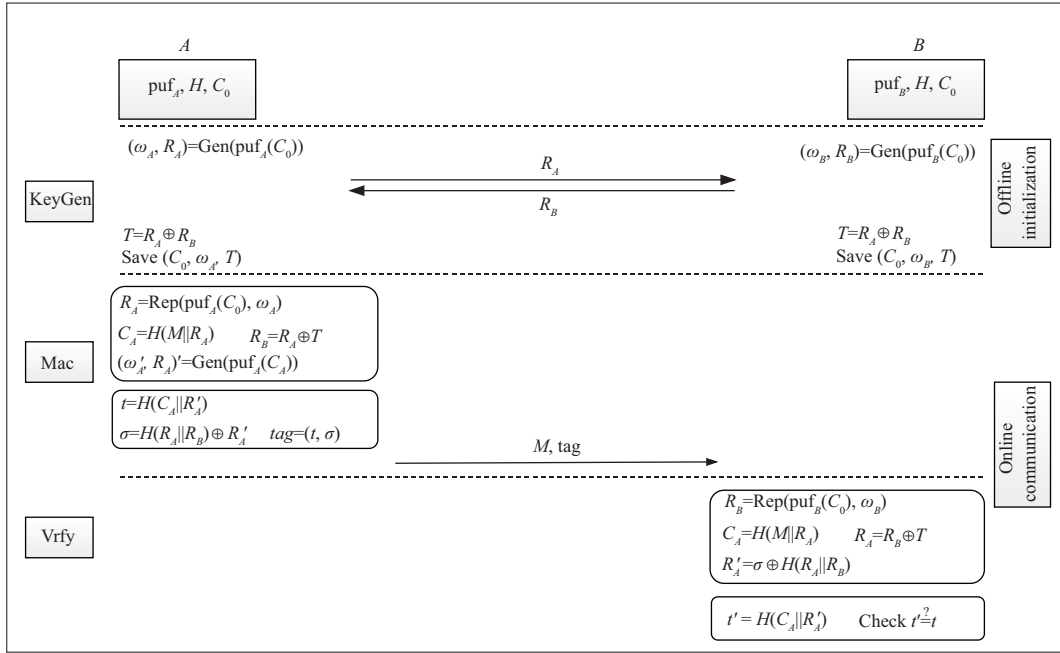 A
B
puf_A, H, C_0
puf_B, H, C_0
(ω_A, R_A)=Gen(puf_A(C_0))
(ω_B, R_B)=Gen(puf_B(C_0))
R_A
R_B
KeyGen
Offline
initialization
T=R_A⊕R_B
Save (C_0, ω_A, T)
T=R_A⊕R_B
Save (C_0, ω_B, T)
Mac
R_A=Rep(puf_A(C_0), ω_A)
C_A=H(M||R_A) R_B=R_A⊕T
(ω_A′, R_A)′=Gen(puf_A(C_A))
t=H(C_A||R_A′)
σ=H(R_A||R_B)⊕R_A′ tag=(t, σ)
M, tag
Online
communication
Vrfy
R_B=Rep(puf_B(C_0), ω_B)
C_A=H(M||R_A) R_A=R_B⊕T
R_A′=σ⊕H(R_A||R_B)
t′ = H(C_A||R_A′) Check t′≟t